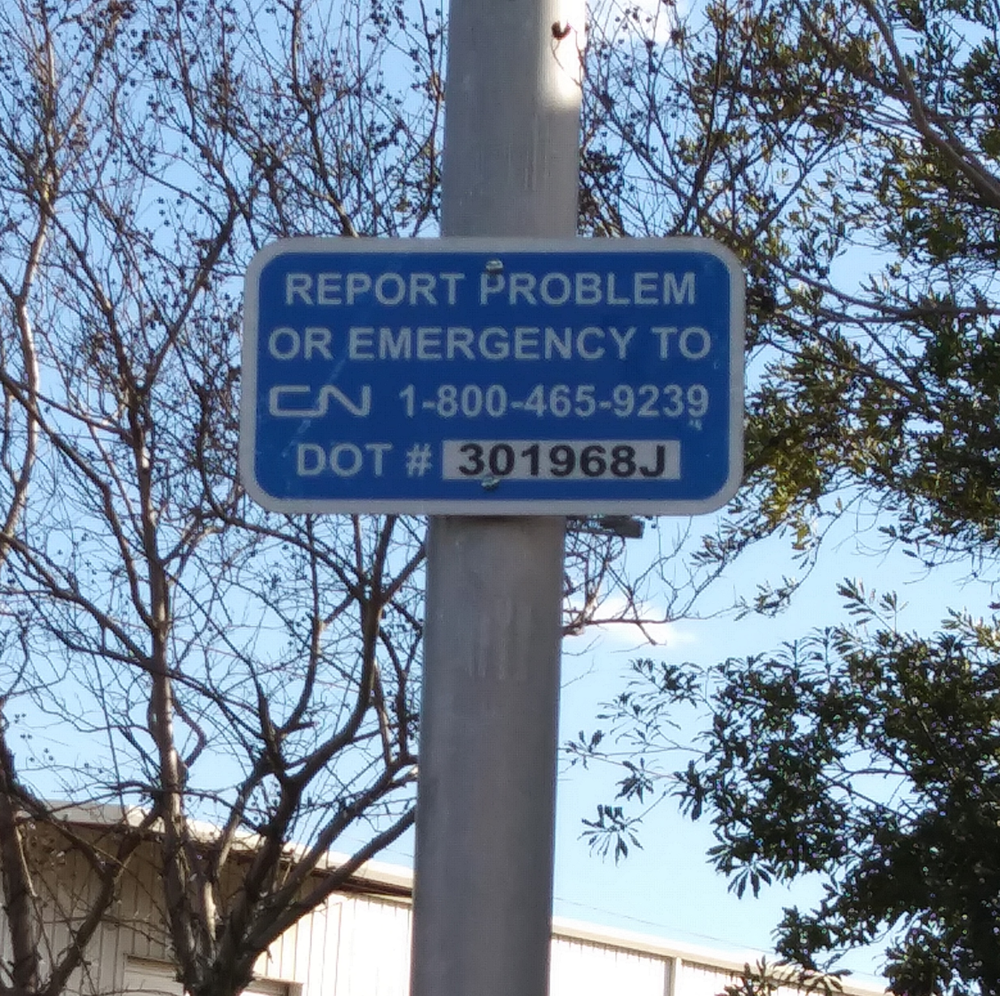 REPORT PROBLEM
OR EMERGENCY TO
CN 1-800-465-9239
DOT # 301968J